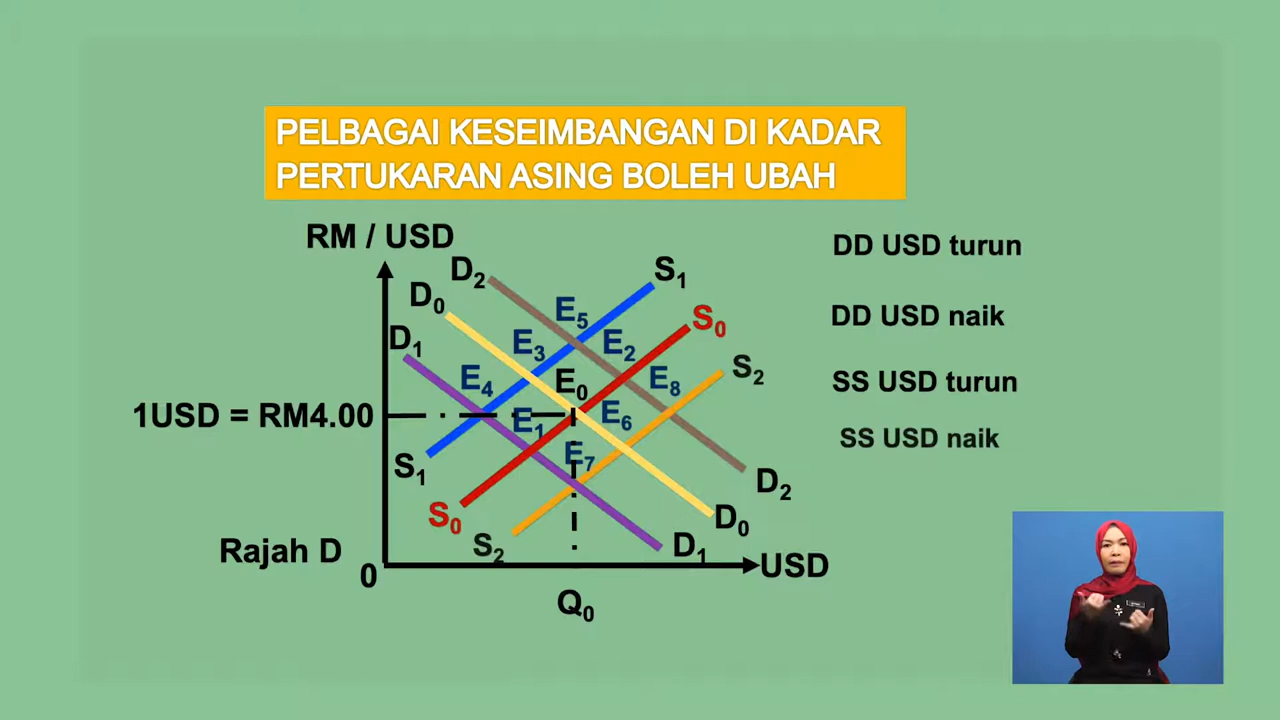 PELBAGAI KESEIMBANGAN DI KADAR
PERTUKARAN ASING BOLEH UBAH
RM / USD
DD USD turun
DD USD naik
SS USD turun
SS USD naik
D₂
S₁
D₀
E₅
S₀
D₁
E₃
E₂
S₂
E₄
E₀
E₈
1USD = RM4.00
E₁
E₆
E₇
S₁
D₂
S₀
D₀
S₂
D₁
Rajah D
0
USD
Q₀